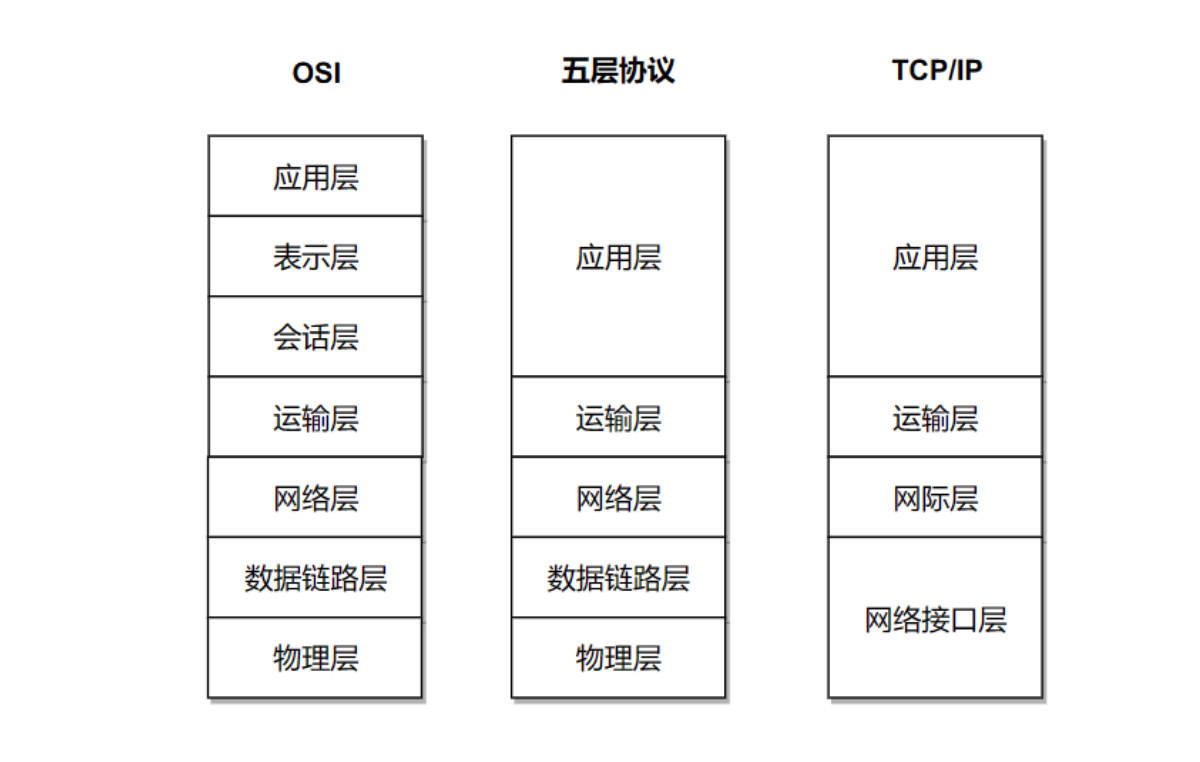 OSI
五层协议
TCP/IP
应用层
表示层
会话层
运输层
网络层
数据链路层
物理层
应用层
运输层
网络层
数据链路层
物理层
应用层
运输层
网际层
网络接口层